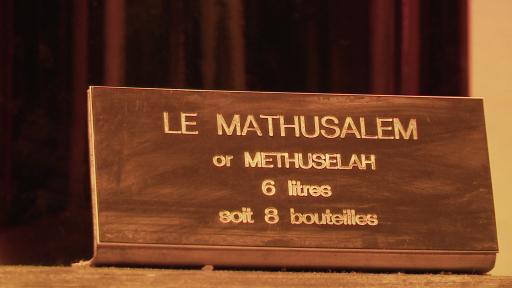 LE MATHUSALEM
or METHUSELAH
6 litres
soit 8 bouteilles